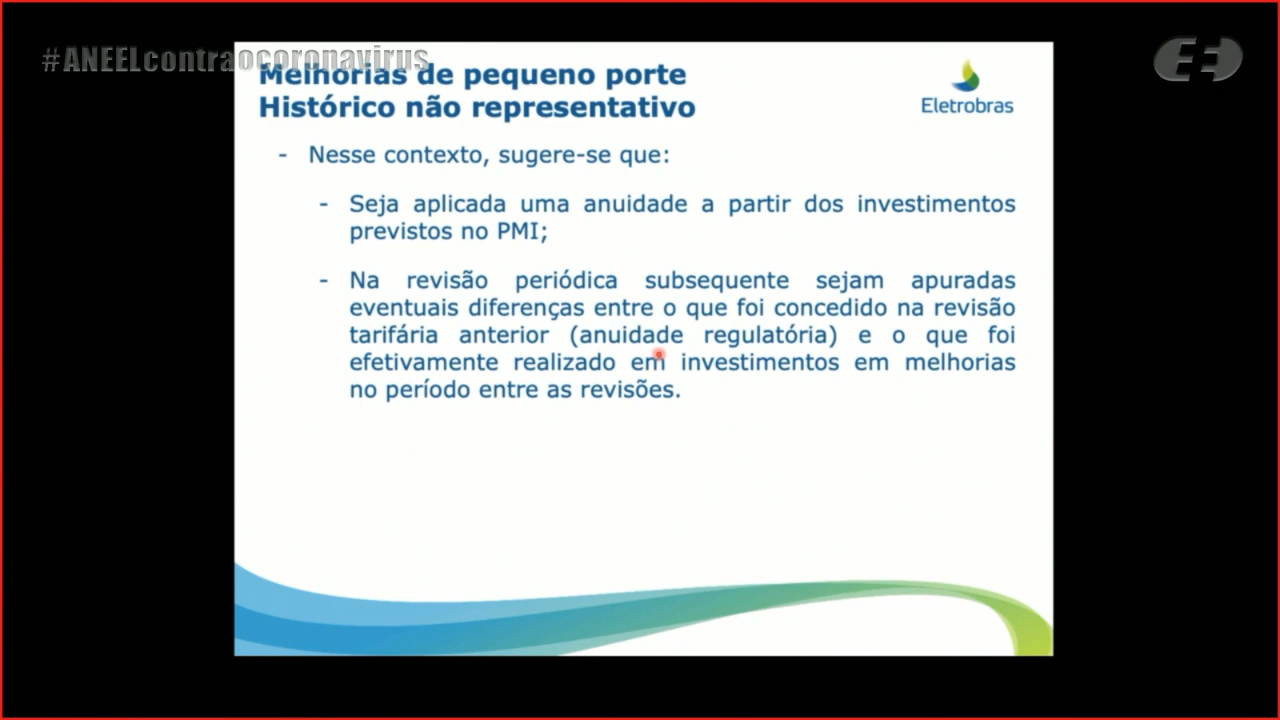 #ANEELcontraocoronavirus
Melhorias de pequeno porte
Histórico não representativo
Eletrobras
- Nesse contexto, sugere-se que:
- Seja aplicada uma anuidade a partir dos investimentos
previstos no PMI;
- Na revisão periódica subsequente sejam apuradas
eventuais diferenças entre o que foi concedido na revisão
tarifária anterior (anuidade regulatória) e o que foi
efetivamente realizado em investimentos em melhorias
no período entre as revisões.